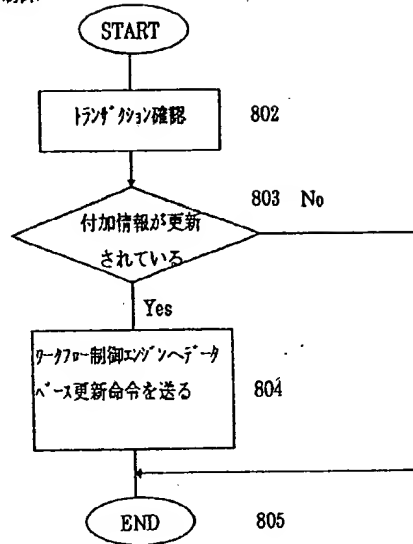 START
トランザクション確認 802
803 No
付加情報が更新
されている
Yes
ワークフロー制御エンジンへデータ
ベース更新命令を送る 804
END 805